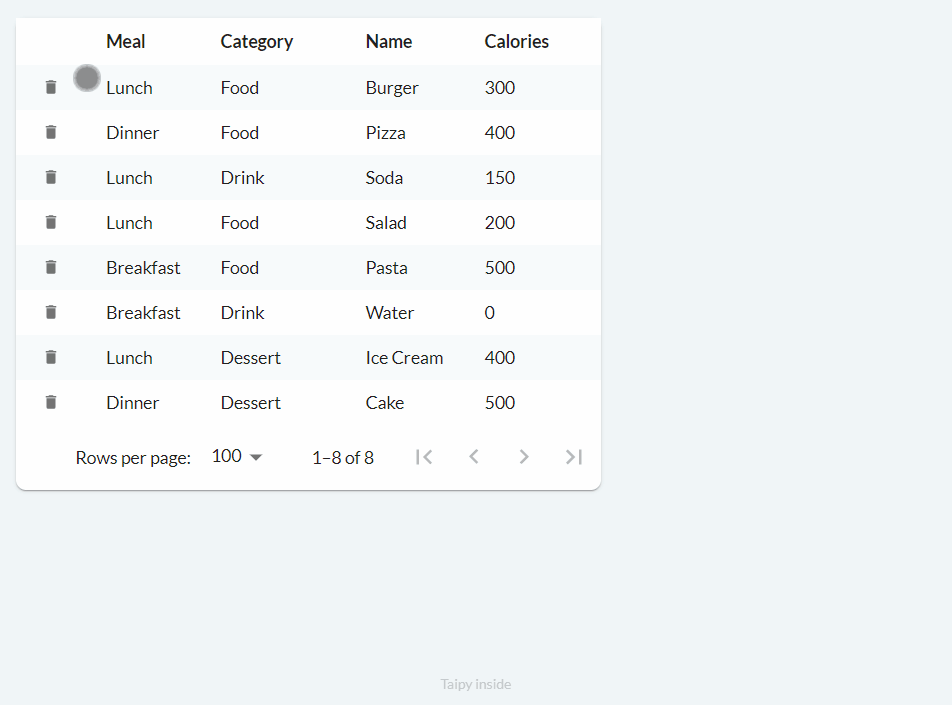 Meal Category Name Calories
Lunch Food Burger 300
Dinner Food Pizza 400
Lunch Drink Soda 150
Lunch Food Salad 200
Breakfast Food Pasta 500
Breakfast Drink Water 0
Lunch Dessert Ice Cream 400
Dinner Dessert Cake 500
Rows per page: 100 1–8 of 8
Taipy inside